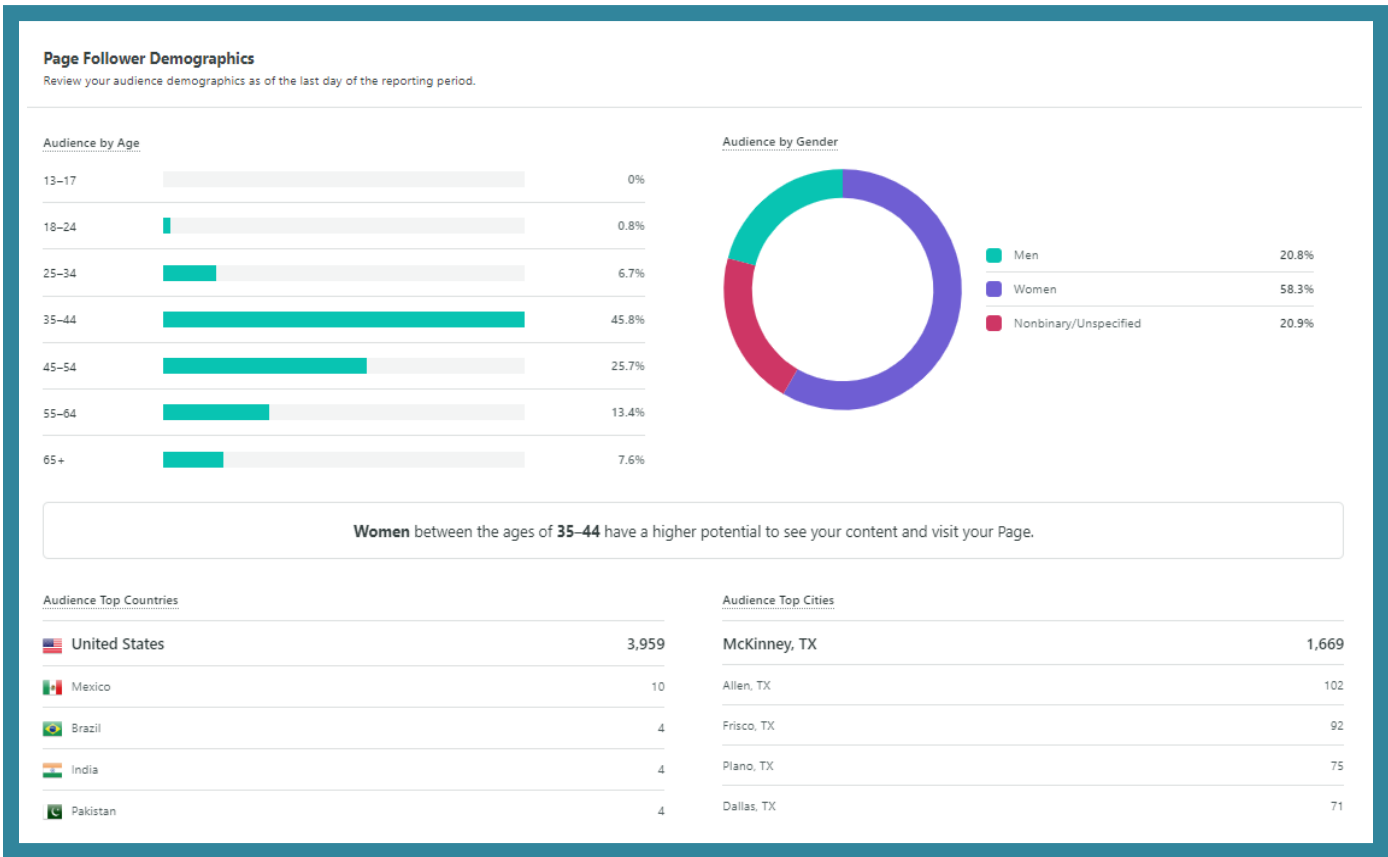 Page Follower Demographics
Review your audience demographics as of the last day of the reporting period.
Audience by Age
13–17 0%
18–24 0.8%
25–34 6.7%
35–44 45.8%
45–54 25.7%
55–64 13.4%
65+ 7.6%
Audience by Gender
Men 20.8%
Women 58.3%
Nonbinary/Unspecified 20.9%
Women between the ages of 35–44 have a higher potential to see your content and visit your Page.
Audience Top Countries
United States 3,959
Mexico 10
Brazil 4
India 4
Pakistan 4
Audience Top Cities
McKinney, TX 1,669
Allen, TX 102
Frisco, TX 92
Plano, TX 75
Dallas, TX 71